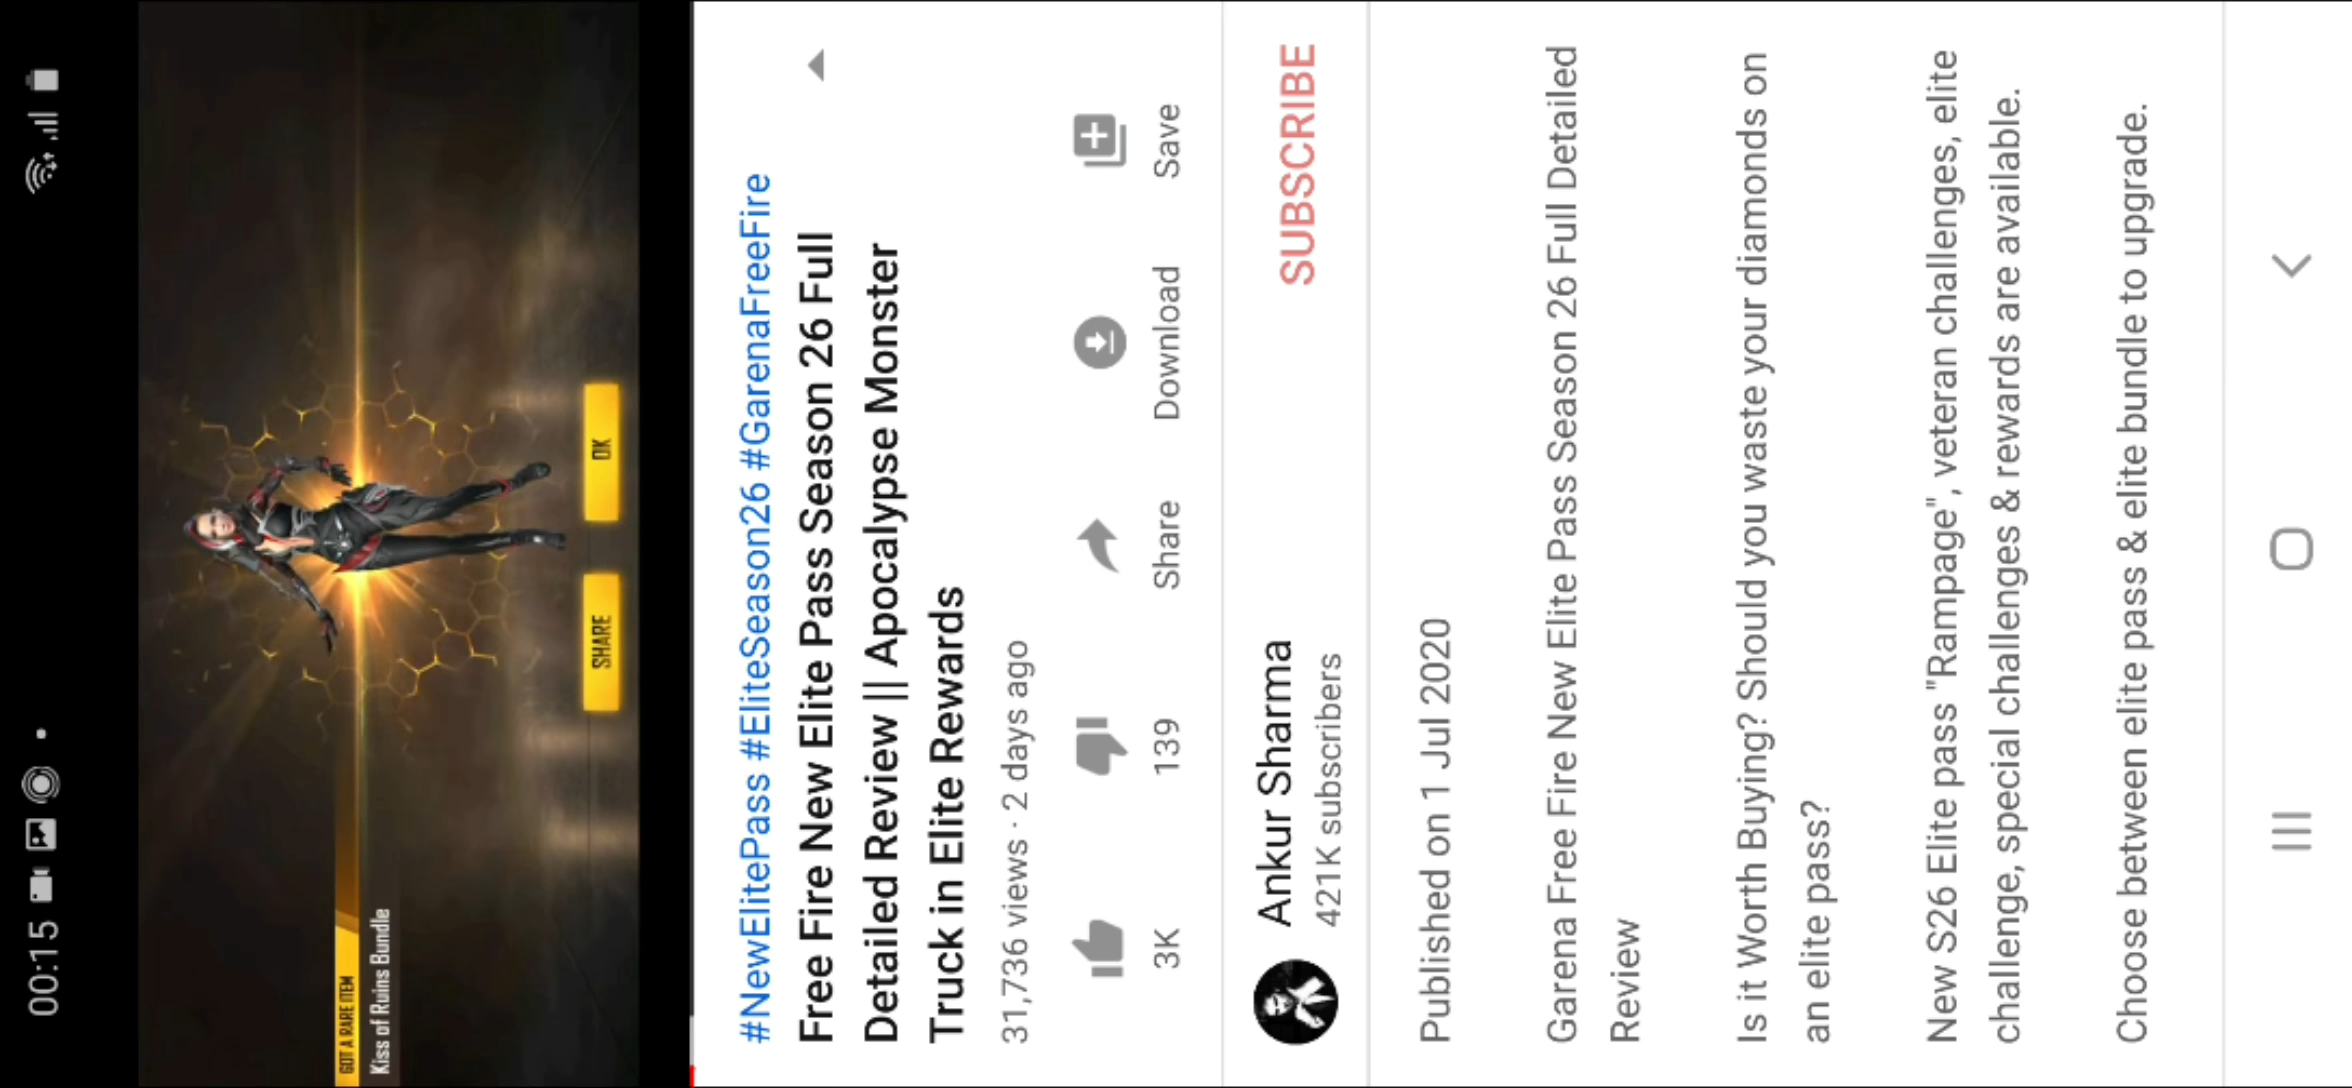 00:15
GOT A RARE ITEM
Kiss of Ruins Bundle
SHARE
OK
#NewElitePass #EliteSeason26 #GarenaFreeFire
Free Fire New Elite Pass Season 26 Full
Detailed Review || Apocalypse Monster
Truck in Elite Rewards
31,736 views · 2 days ago
3K
139
Share
Download
Save
Ankur Sharma
421K subscribers
SUBSCRIBE
Published on 1 Jul 2020
Garena Free Fire New Elite Pass Season 26 Full Detailed
Review
Is it Worth Buying? Should you waste your diamonds on
an elite pass?
New S26 Elite pass "Rampage", veteran challenges, elite
challenge, special challenges & rewards are available.
Choose between elite pass & elite bundle to upgrade.